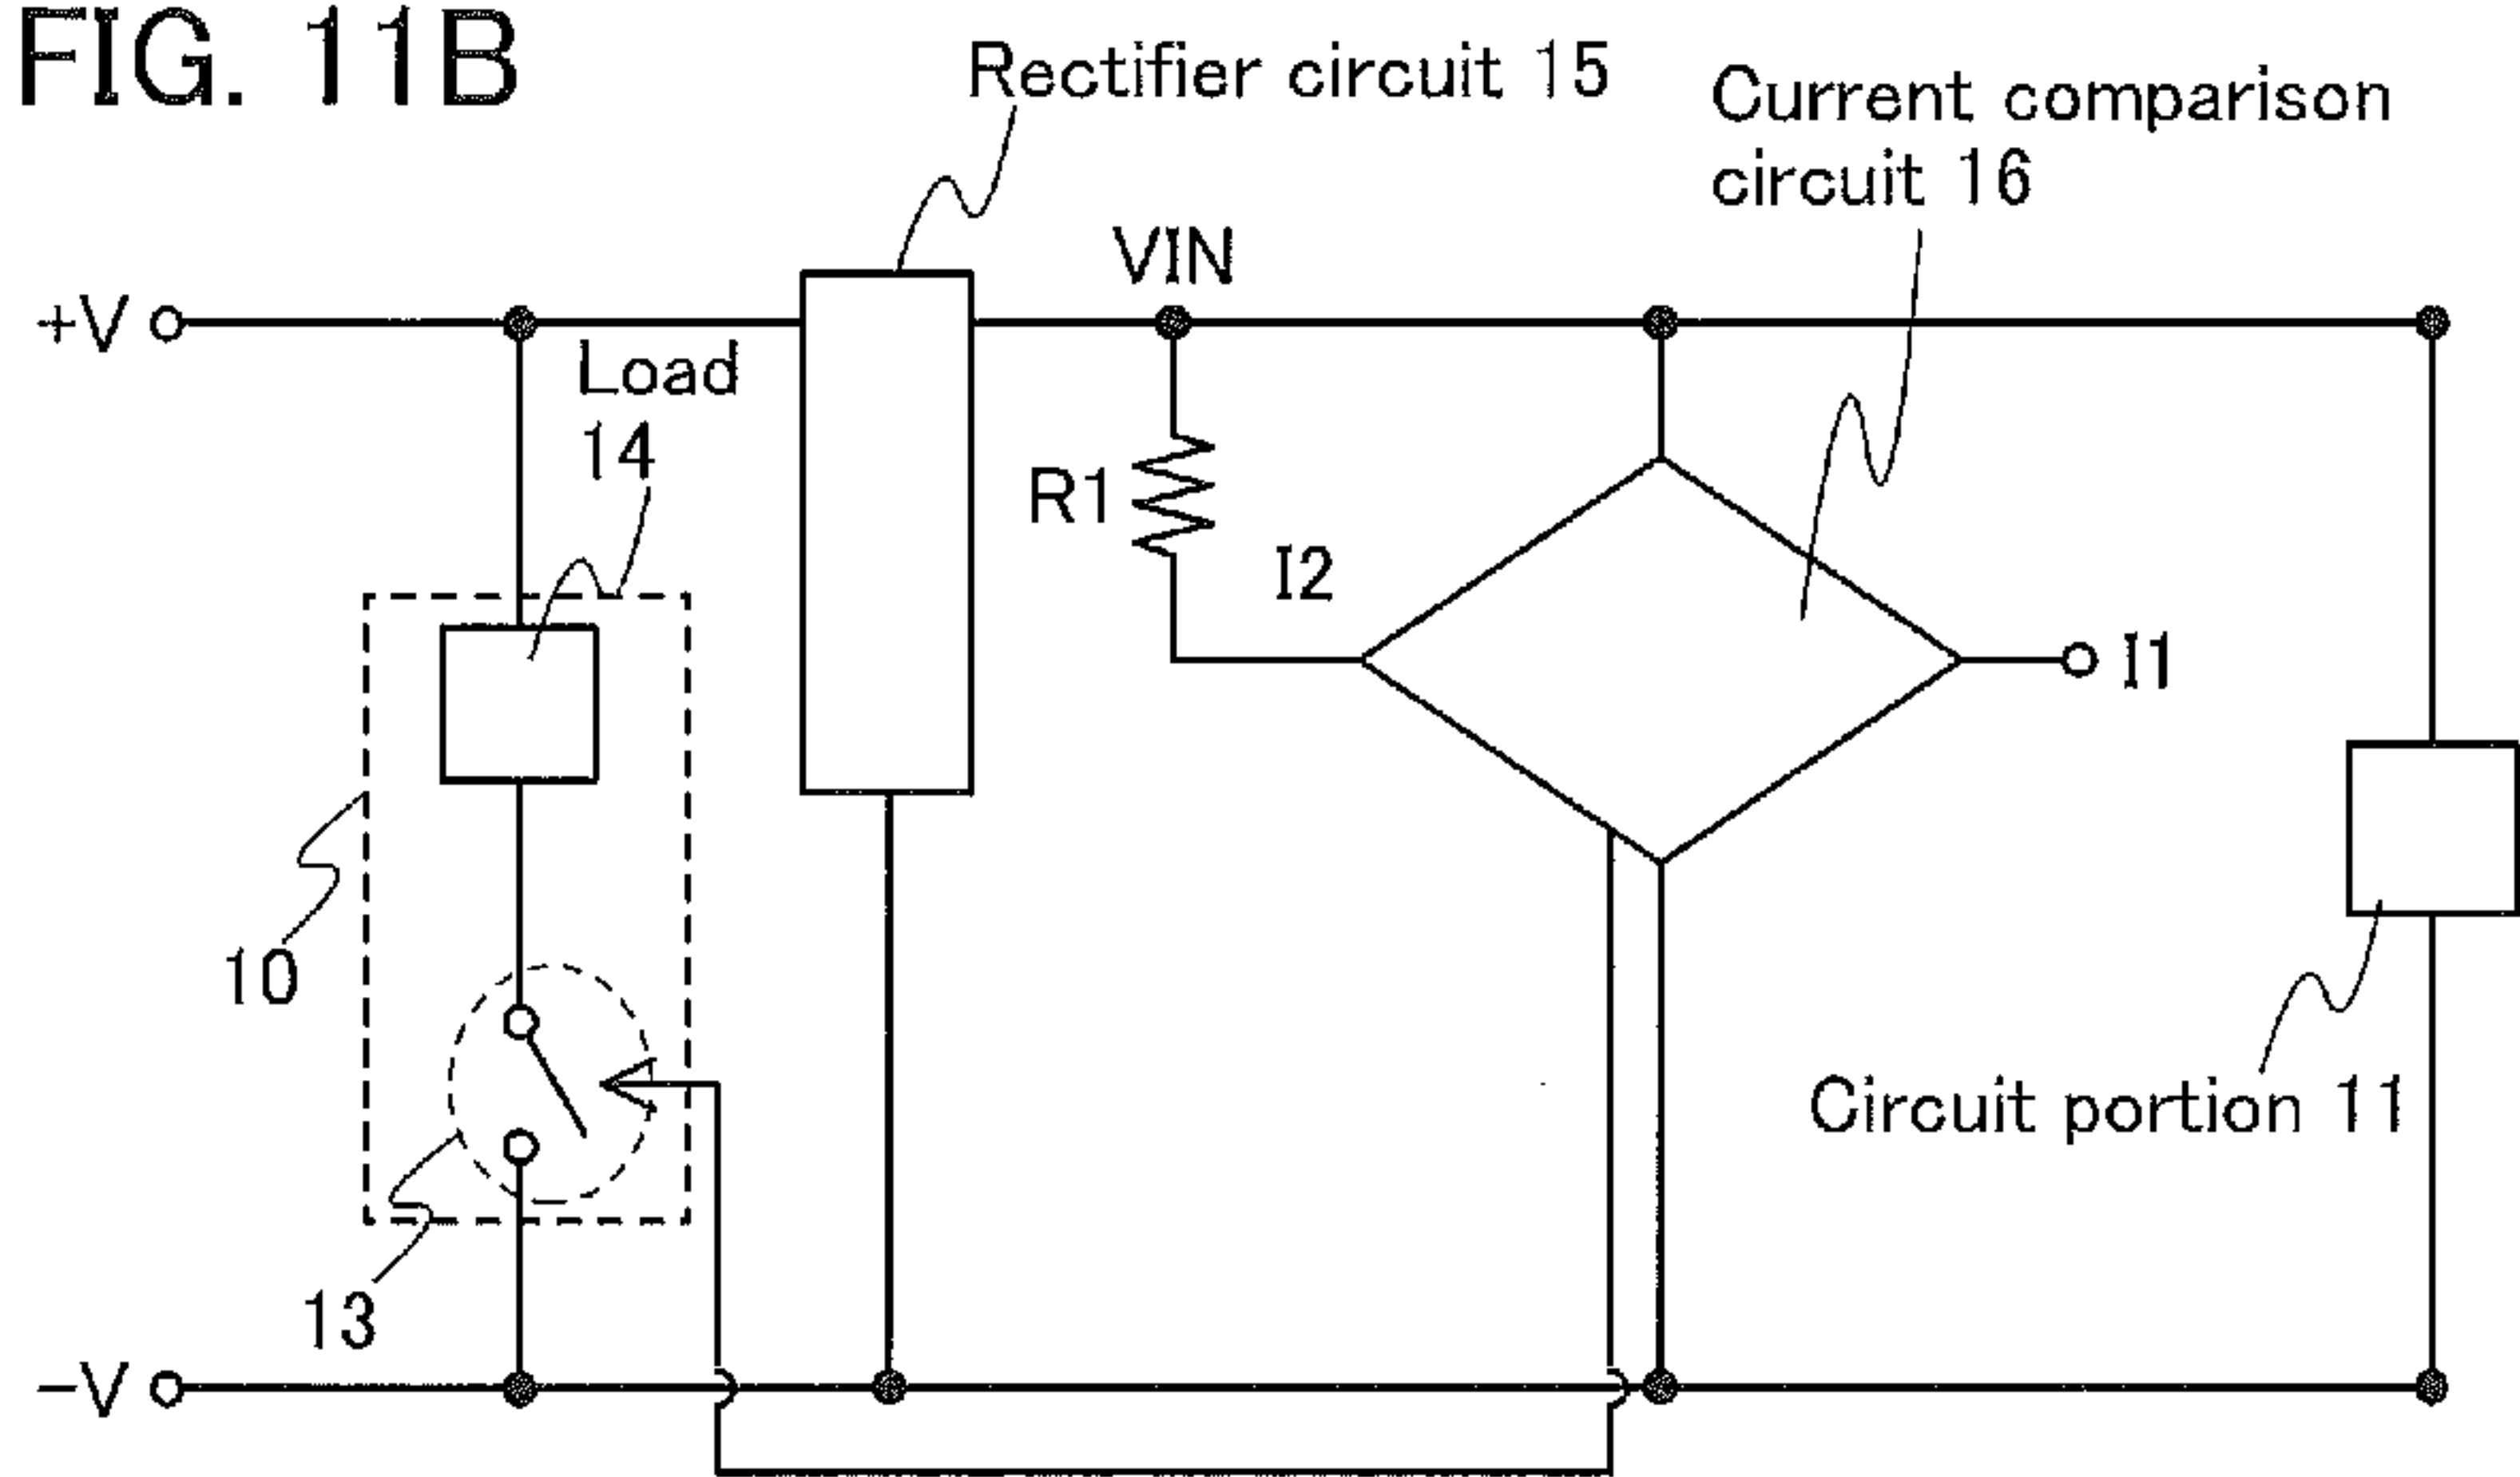 FIG. 11B
Rectifier circuit 15
Current comparison
circuit 16
VIN
+V
Load
14
R1
I2
I1
10
Circuit portion 11
13
−V